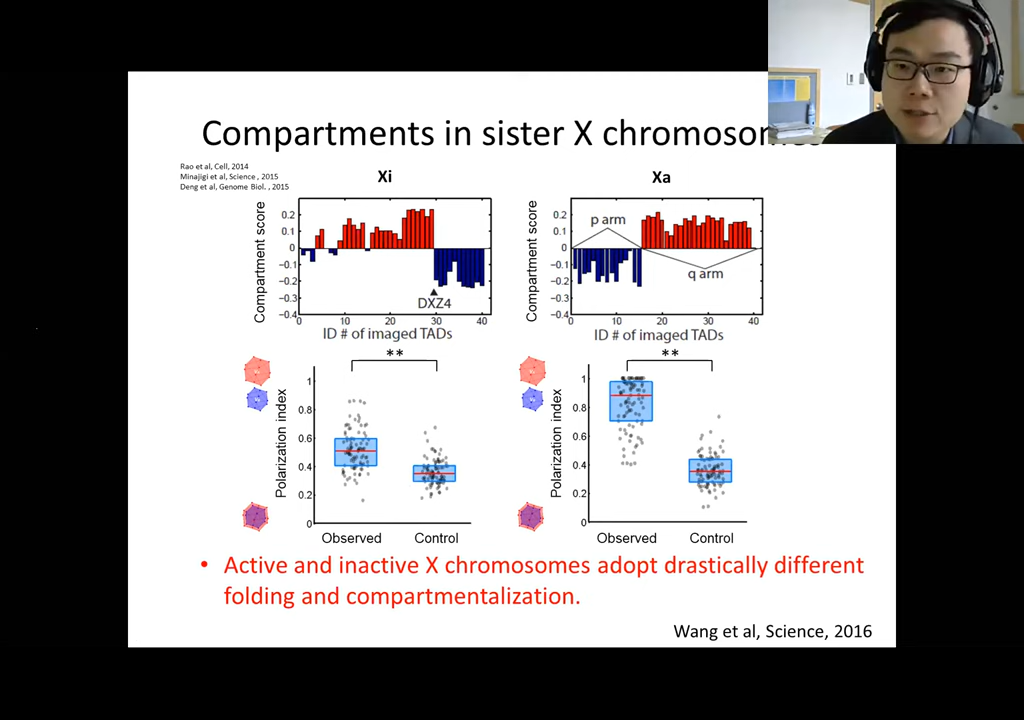 Compartments in sister X chromosomes
Rao et al, Cell, 2014
Minajigi et al, Science , 2015
Deng et al, Genome Biol. , 2015
Xi
Xa
Compartment score
0.2
0.1
0
−0.1
−0.2
−0.3
−0.4
DXZ4
0
10
20
30
40
ID # of imaged TADs
Compartment score
0.2
0.1
0
−0.1
−0.2
−0.3
−0.4
p arm
q arm
0
10
20
30
40
ID # of imaged TADs
**
Polarization index
1
0.8
0.6
0.4
0.2
0
Observed
Control
**
Polarization index
1
0.8
0.6
0.4
0.2
0
Observed
Control
• Active and inactive X chromosomes adopt drastically different
folding and compartmentalization.
Wang et al, Science, 2016